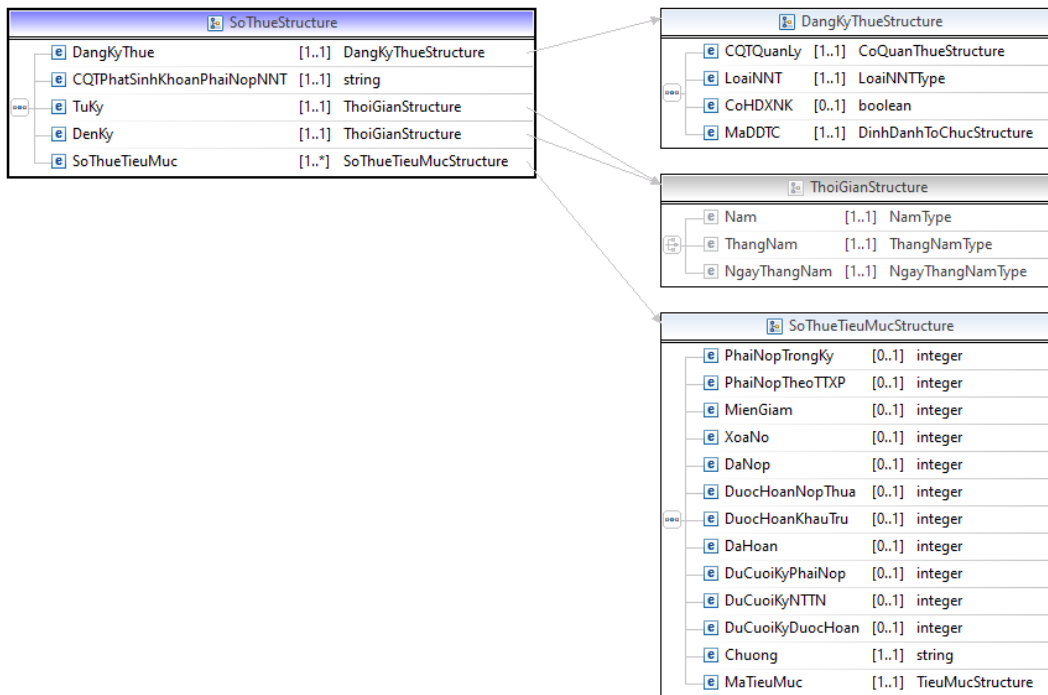 SoThueStructure
DangKyThue [1..1] DangKyThueStructure
CQTPhatSinhKhoanPhaiNopNNT [1..1] string
TuKy [1..1] ThoiGianStructure
DenKy [1..1] ThoiGianStructure
SoThueTieuMuc [1..*] SoThueTieuMucStructure
DangKyThueStructure
CQTQuanLy [1..1] CoQuanThueStructure
LoaiNNT [1..1] LoaiNNTType
CoHDXNK [0..1] boolean
MaDDTC [1..1] DinhDanhToChucStructure
ThoiGianStructure
Nam [1..1] NamType
ThangNam [1..1] ThangNamType
NgayThangNam [1..1] NgayThangNamType
SoThueTieuMucStructure
PhaiNopTrongKy [0..1] integer
PhaiNopTheoTTXP [0..1] integer
MienGiam [0..1] integer
XoaNo [0..1] integer
DaNop [0..1] integer
DuocHoanNopThua [0..1] integer
DuocHoanKhauTru [0..1] integer
DaHoan [0..1] integer
DuCuoiKyPhaiNop [0..1] integer
DuCuoiKyNTTN [0..1] integer
DuCuoiKyDuocHoan [0..1] integer
Chuong [1..1] string
MaTieuMuc [1..1] TieuMucStructure